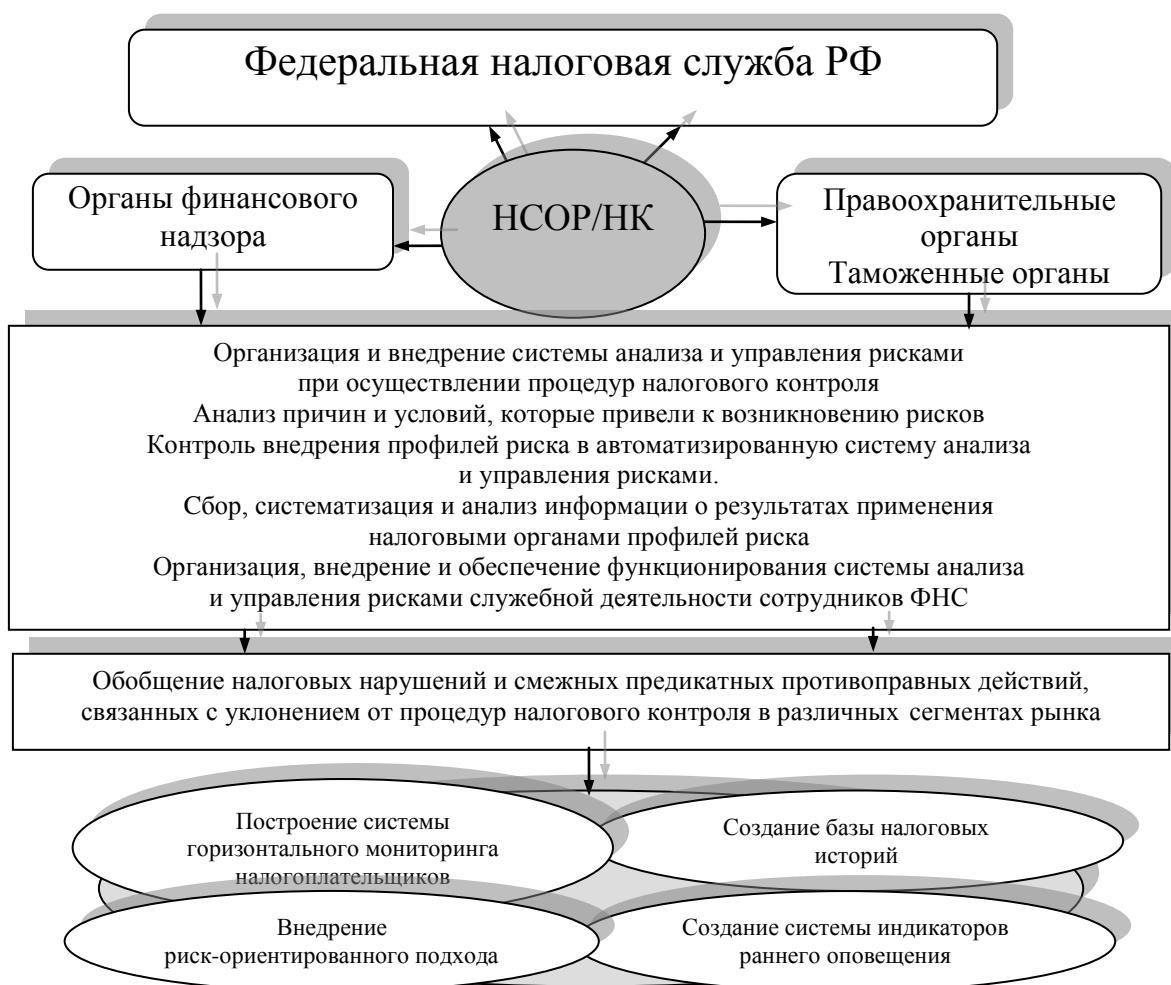 Федеральная налоговая служба РФ
Органы финансового
надзора
НСОР/НК
Правоохранительные
органы
Таможенные органы
Организация и внедрение системы анализа и управления рисками
при осуществлении процедур налогового контроля
Анализ причин и условий, которые привели к возникновению рисков
Контроль внедрения профилей риска в автоматизированную систему анализа
и управления рисками.
Сбор, систематизация и анализ информации о результатах применения
налоговыми органами профилей риска
Организация, внедрение и обеспечение функционирования системы анализа
и управления рисками служебной деятельности сотрудников ФНС
Обобщение налоговых нарушений и смежных предикатных противоправных действий,
связанных с уклонением от процедур налогового контроля в различных сегментах рынка
Построение системы
горизонтального мониторинга
налогоплательщиков
Создание базы налоговых
историй
Внедрение
риск-ориентированного подхода
Создание системы индикаторов
раннего оповещения